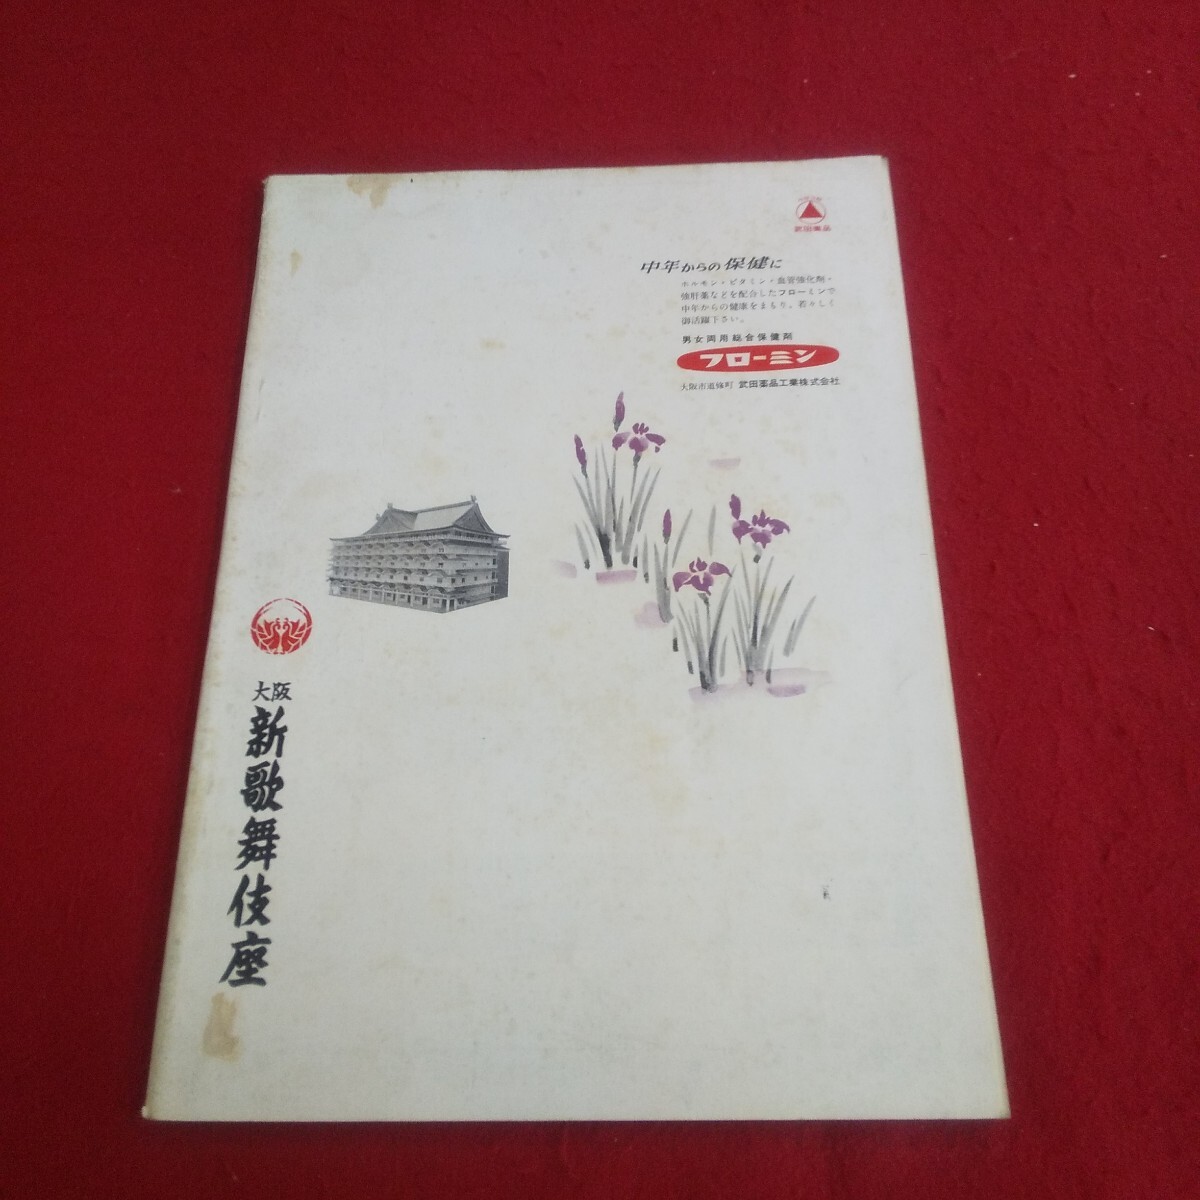 武田薬品
中年からの保健に
ホルモン・ビタミン・血管強化剤・
強肝薬などを配合したフローミンで
中年からの健康をまもり、若々しく
御活躍下さい。
男女両用総合保健剤
フローミン
大阪市道修町 武田薬品工業株式会社
大阪
新歌舞伎座